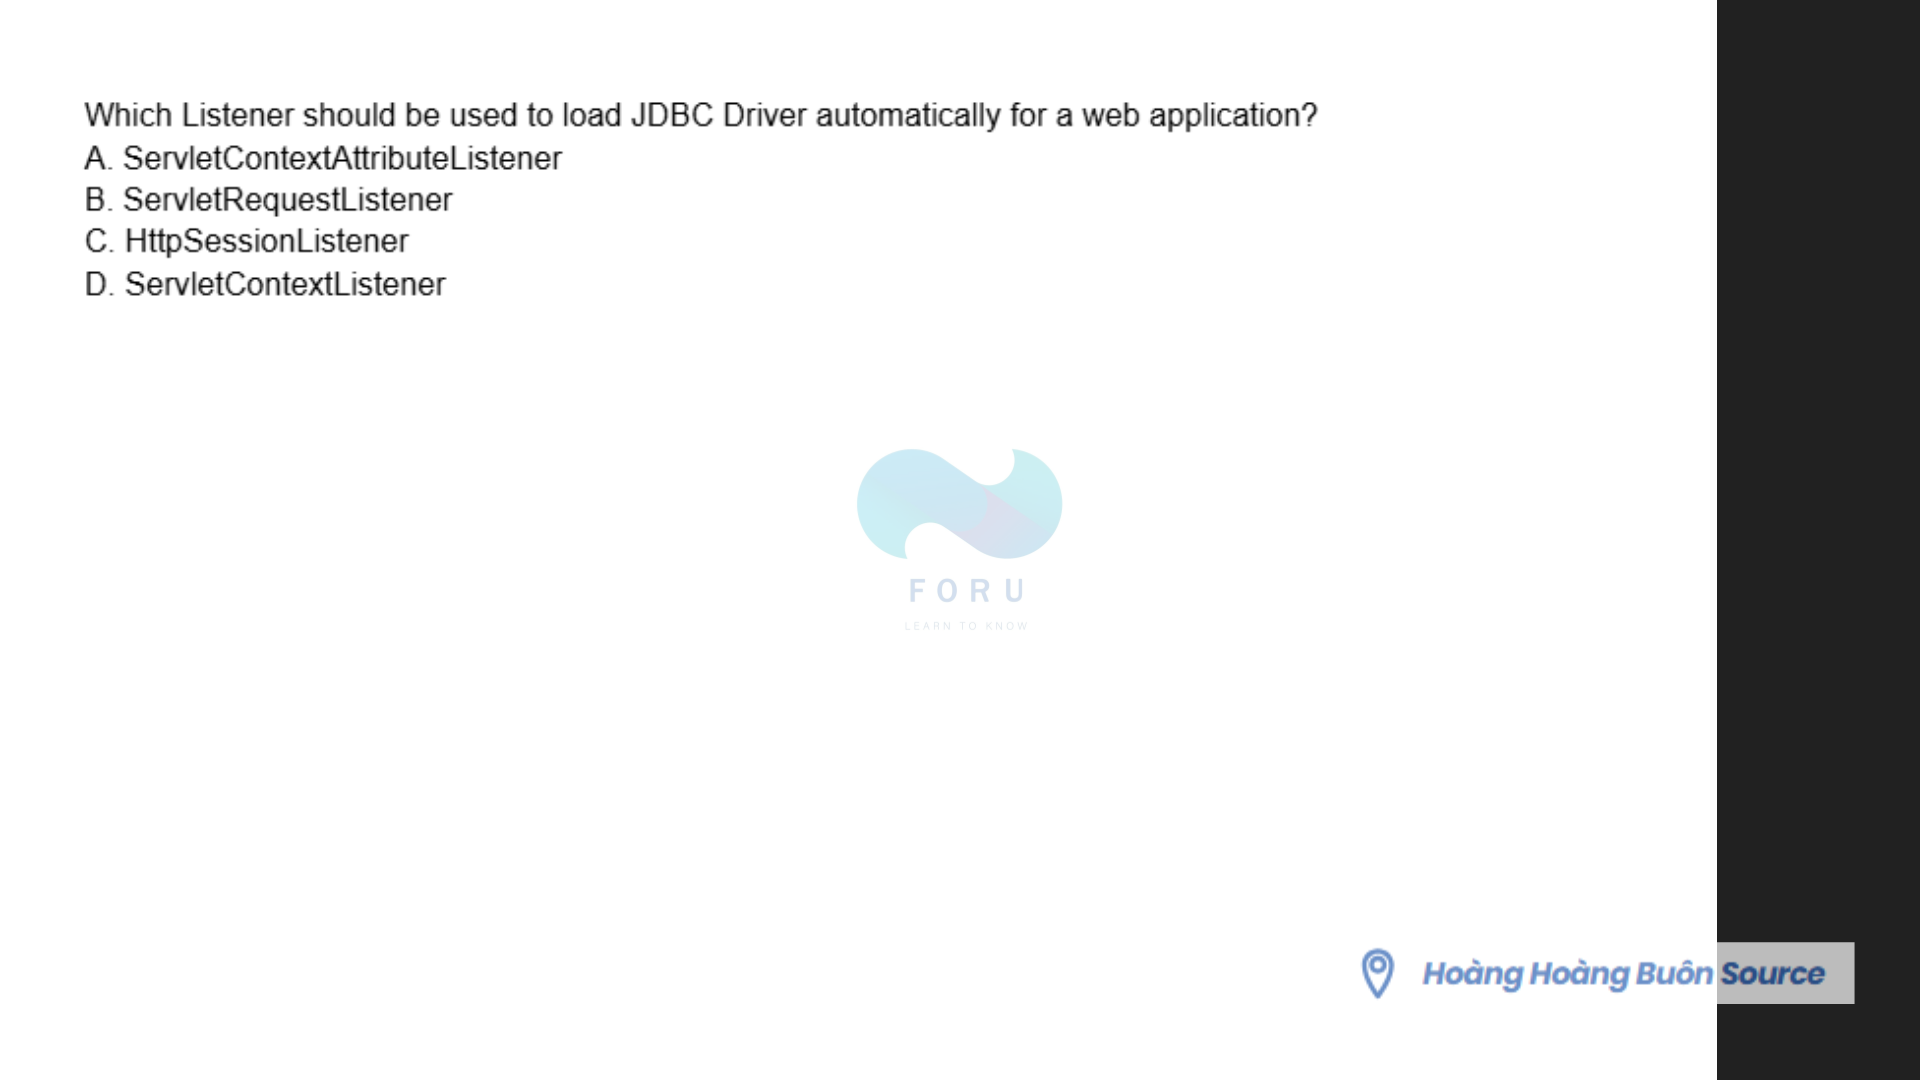 Which Listener should be used to load JDBC Driver automatically for a web application?
A. ServletContextAttributeListener
B. ServletRequestListener
C. HttpSessionListener
D. ServletContextListener
FORU
LEARN TO KNOW
Hoàng Hoàng Buôn Source